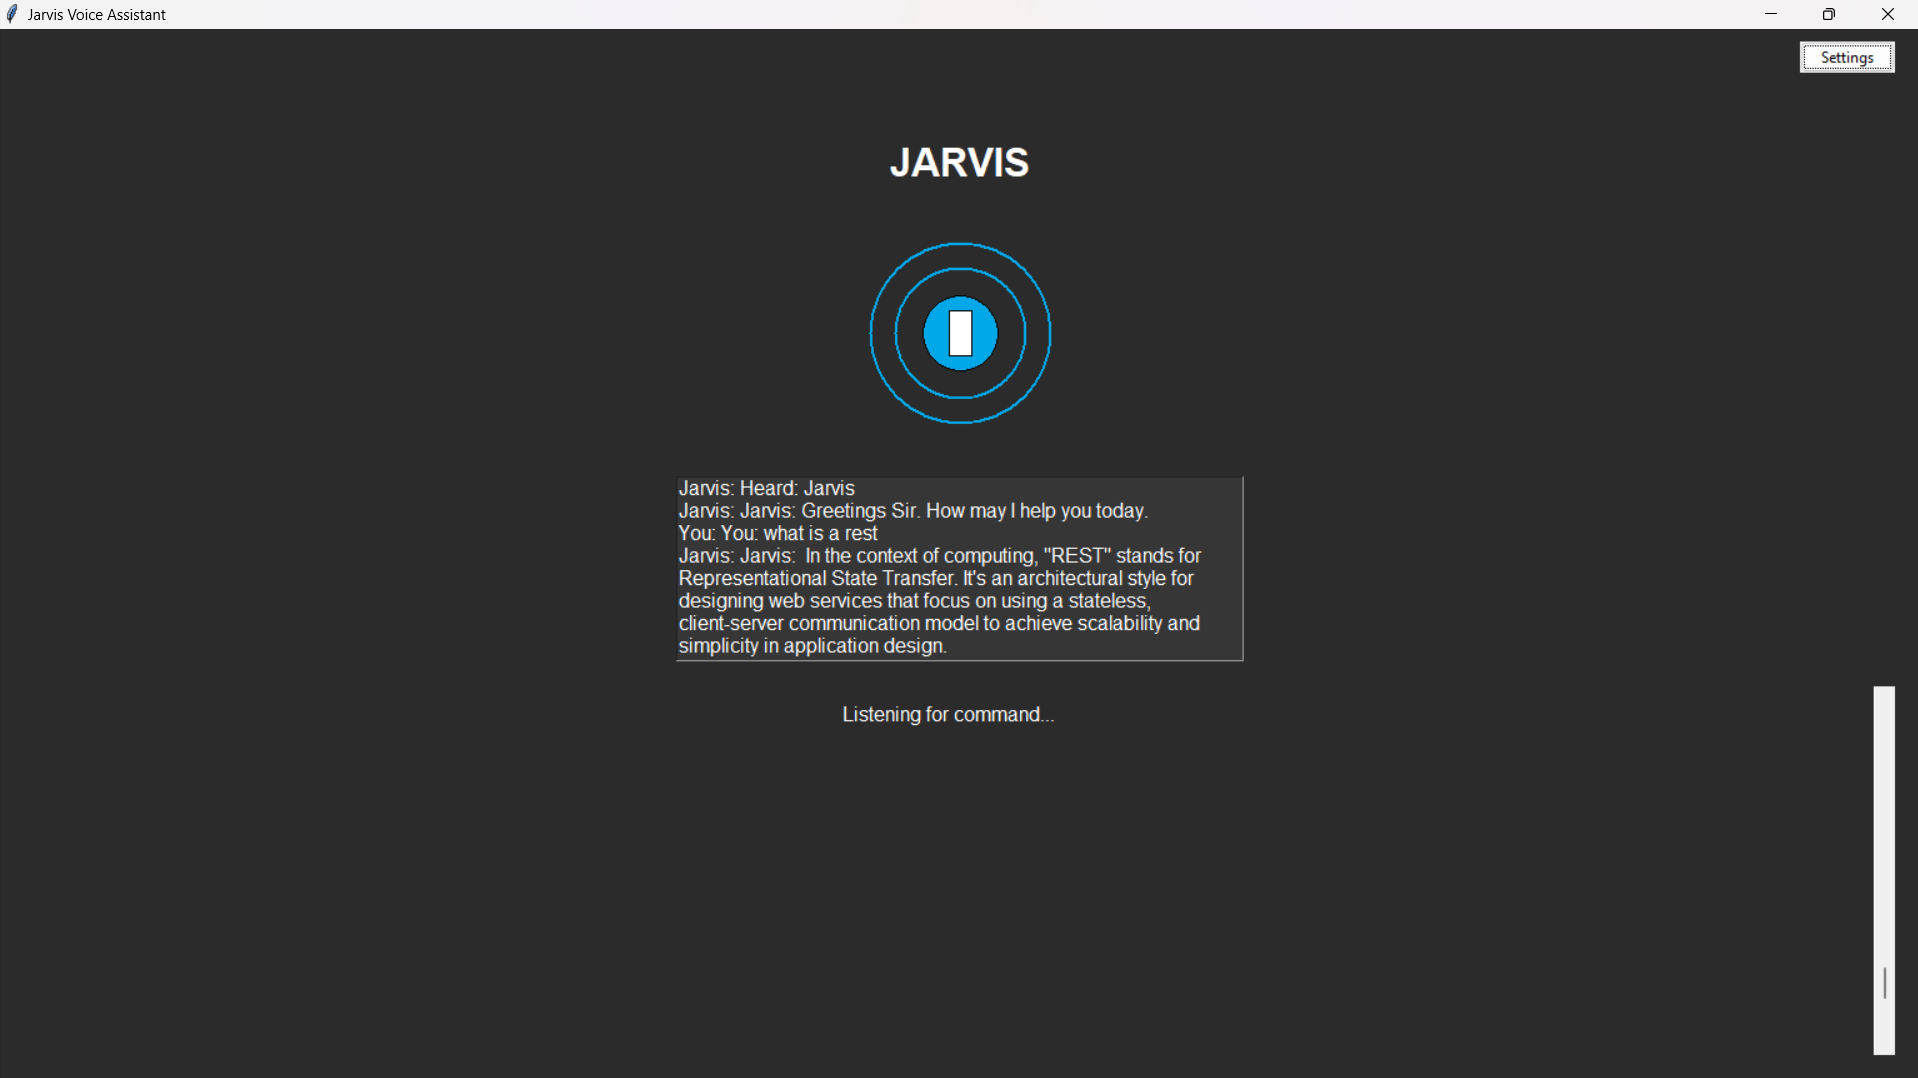 Jarvis Voice Assistant
Settings
JARVIS
Jarvis: Heard: Jarvis
Jarvis: Jarvis: Greetings Sir. How may I help you today.
You: You: what is a rest
Jarvis: Jarvis:  In the context of computing, "REST" stands for
Representational State Transfer. It's an architectural style for
designing web services that focus on using a stateless,
client-server communication model to achieve scalability and
simplicity in application design.
Listening for command...